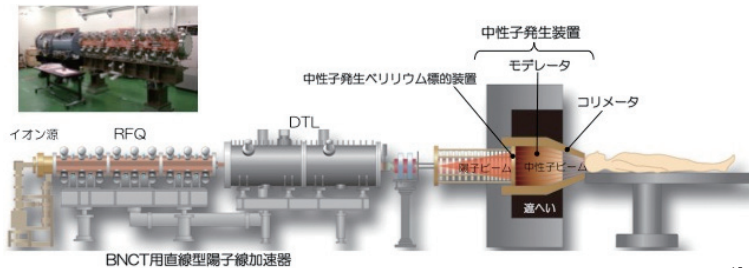 中性子発生装置
モデレータ
中性子発生ベリリウム標的装置
コリメータ
イオン源
RFQ
DTL
陽子ビーム
中性子ビーム
遮へい
BNCT用直線型陽子線加速器